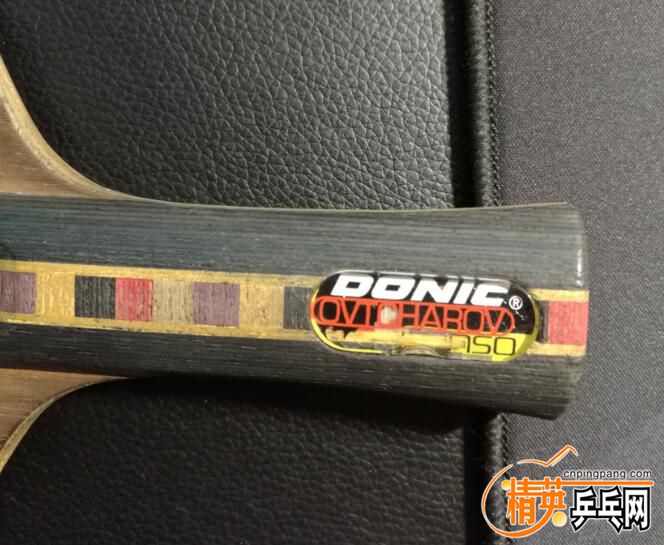 DONIC®
OVTCHAROV
cnpingpang.com
精英乒乓网